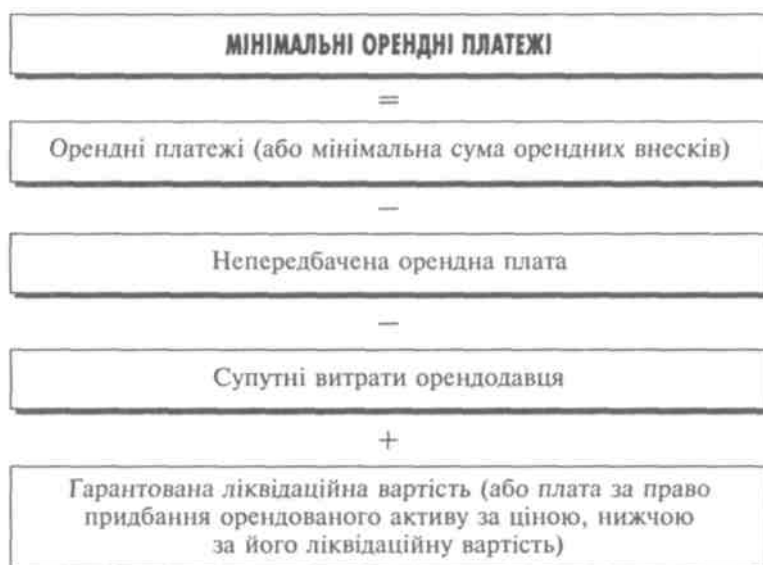 МІНІМАЛЬНІ ОРЕНДНІ ПЛАТЕЖІ
=
Орендні платежі (або мінімальна сума орендних внесків)
–
Непередбачена орендна плата
–
Супутні витрати орендодавця
+
Гарантована ліквідаційна вартість (або плата за право
придбання орендованого активу за ціною, нижчою
за його ліквідаційну вартість)